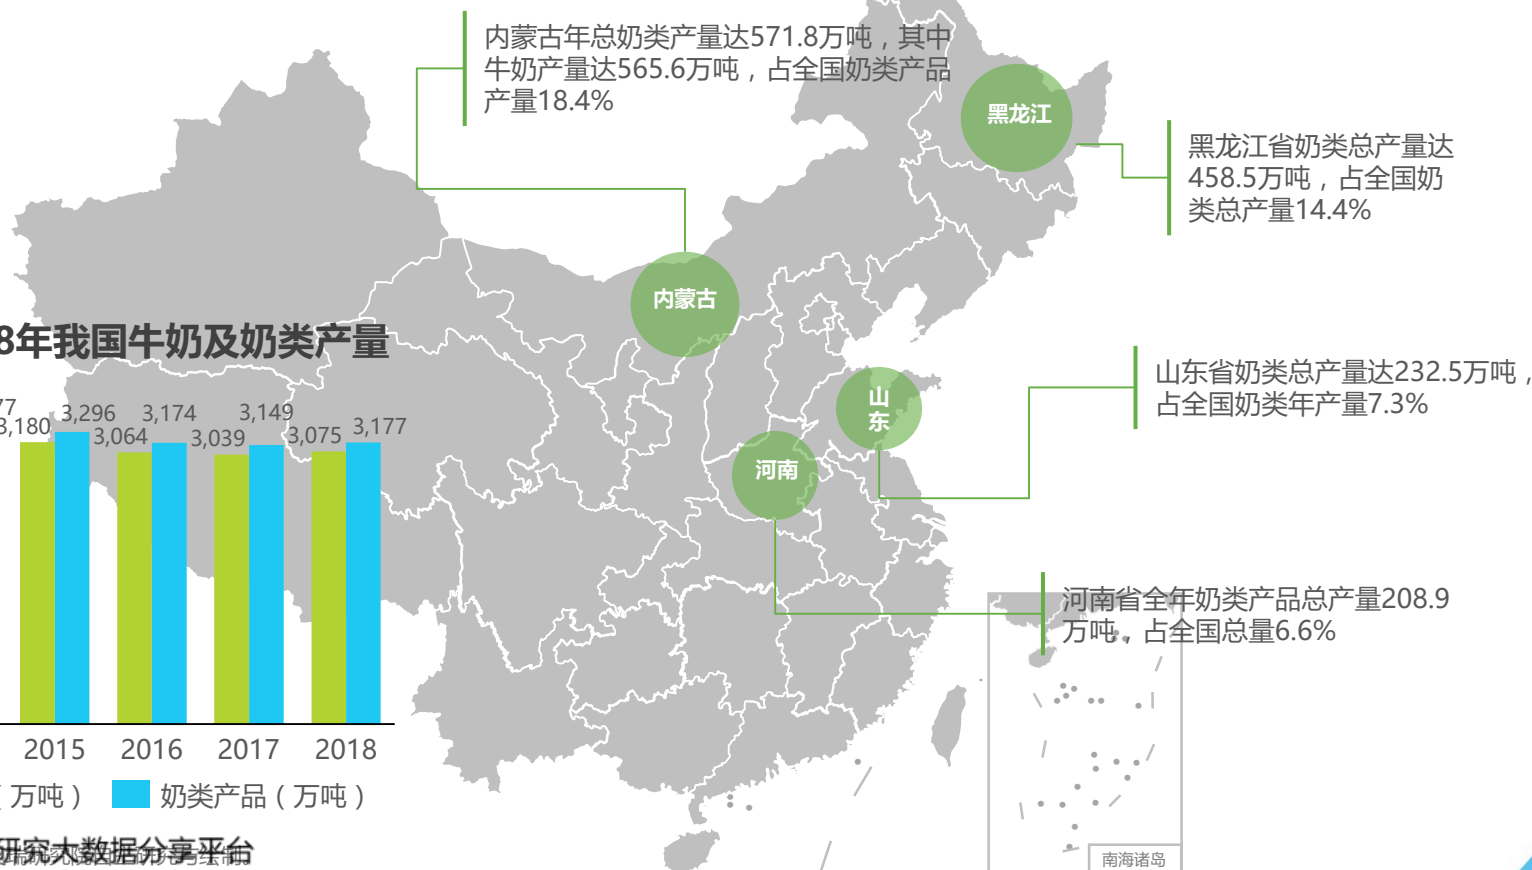 内蒙古年总奶类产量达571.8万吨，其中
牛奶产量达565.6万吨，占全国奶类产品
产量18.4%
黑龙江
黑龙江省奶类总产量达
458.5万吨，占全国奶
类总产量14.4%
内蒙古
8年我国牛奶及奶类产量
山东省奶类总产量达232.5万吨，
占全国奶类年产量7.3%
山
东
河南
77
3,180
3,296
3,064
3,174
3,039
3,149
3,075
3,177
河南省全年奶类产品总产量208.9
万吨，占全国总量6.6%
2015 2016 2017 2018
（万吨） 奶类产品（万吨）
研究大数据分享平台
南海诸岛